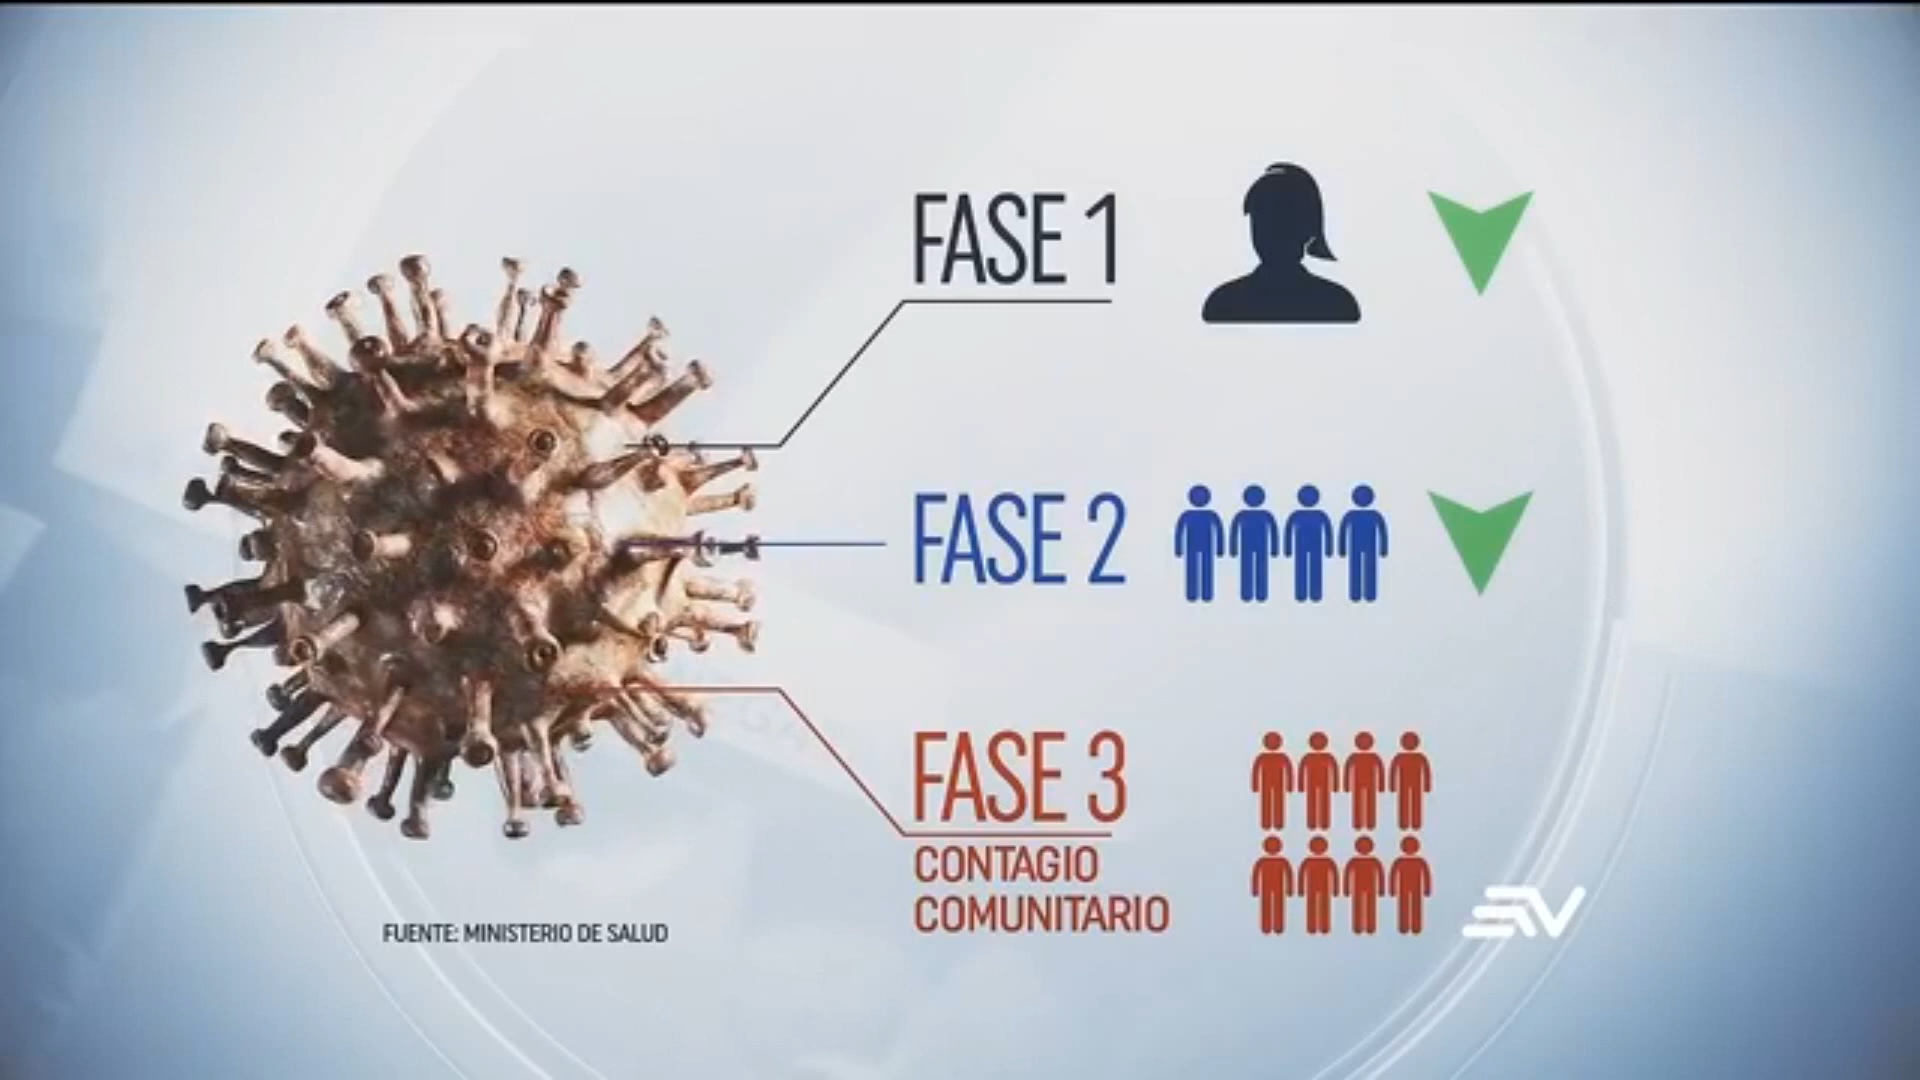 FASE 1
FASE 2
FASE 3
CONTAGIO
COMUNITARIO
FUENTE: MINISTERIO DE SALUD